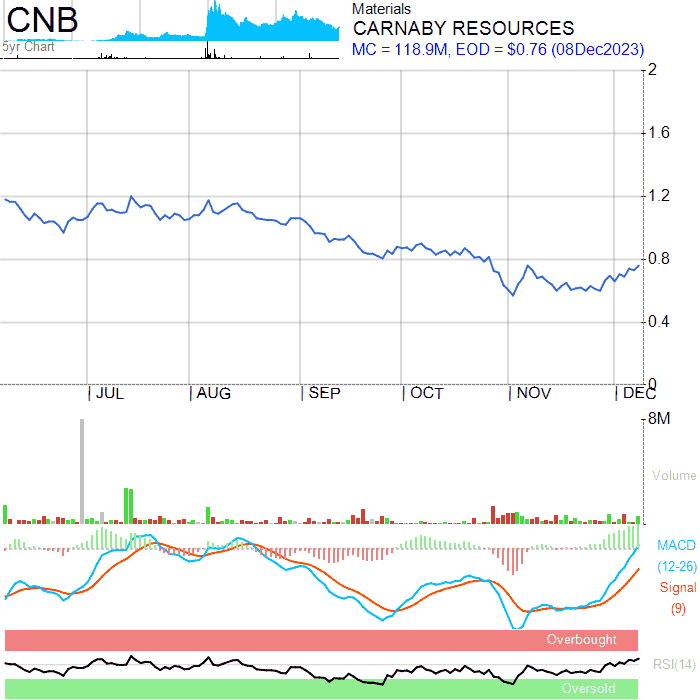 CNB
5yr Chart
Materials
CARNABY RESOURCES
MC = 118.9M, EOD = $0.76 (08Dec2023)
2
1.6
1.2
0.8
0.4
0
JUL AUG SEP OCT NOV DEC
8M
Volume
MACD
(12-26)
Signal
(9)
Overbought
RSI(14)
Oversold